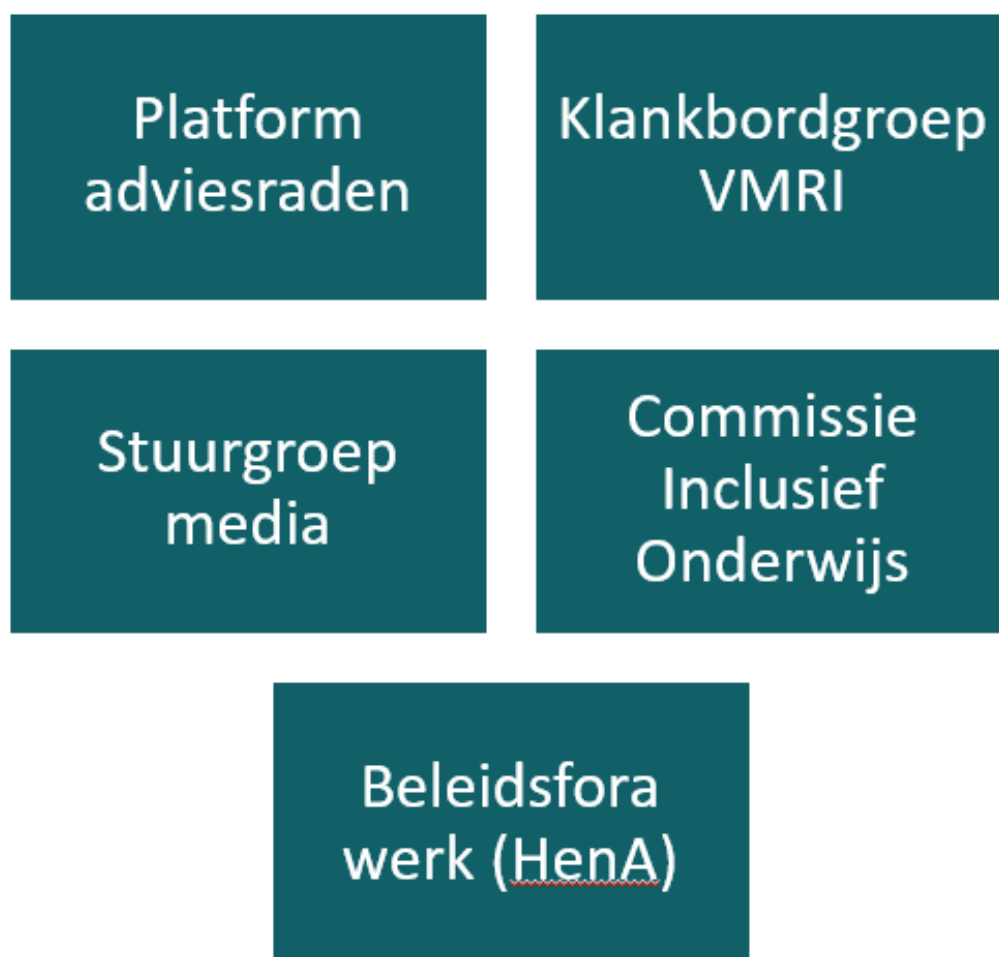 Platform
adviesraden
Klankbordgroep
VMRI
Stuurgroep
media
Commissie
Inclusief
Onderwijs
Beleidsfora
werk (HenA)